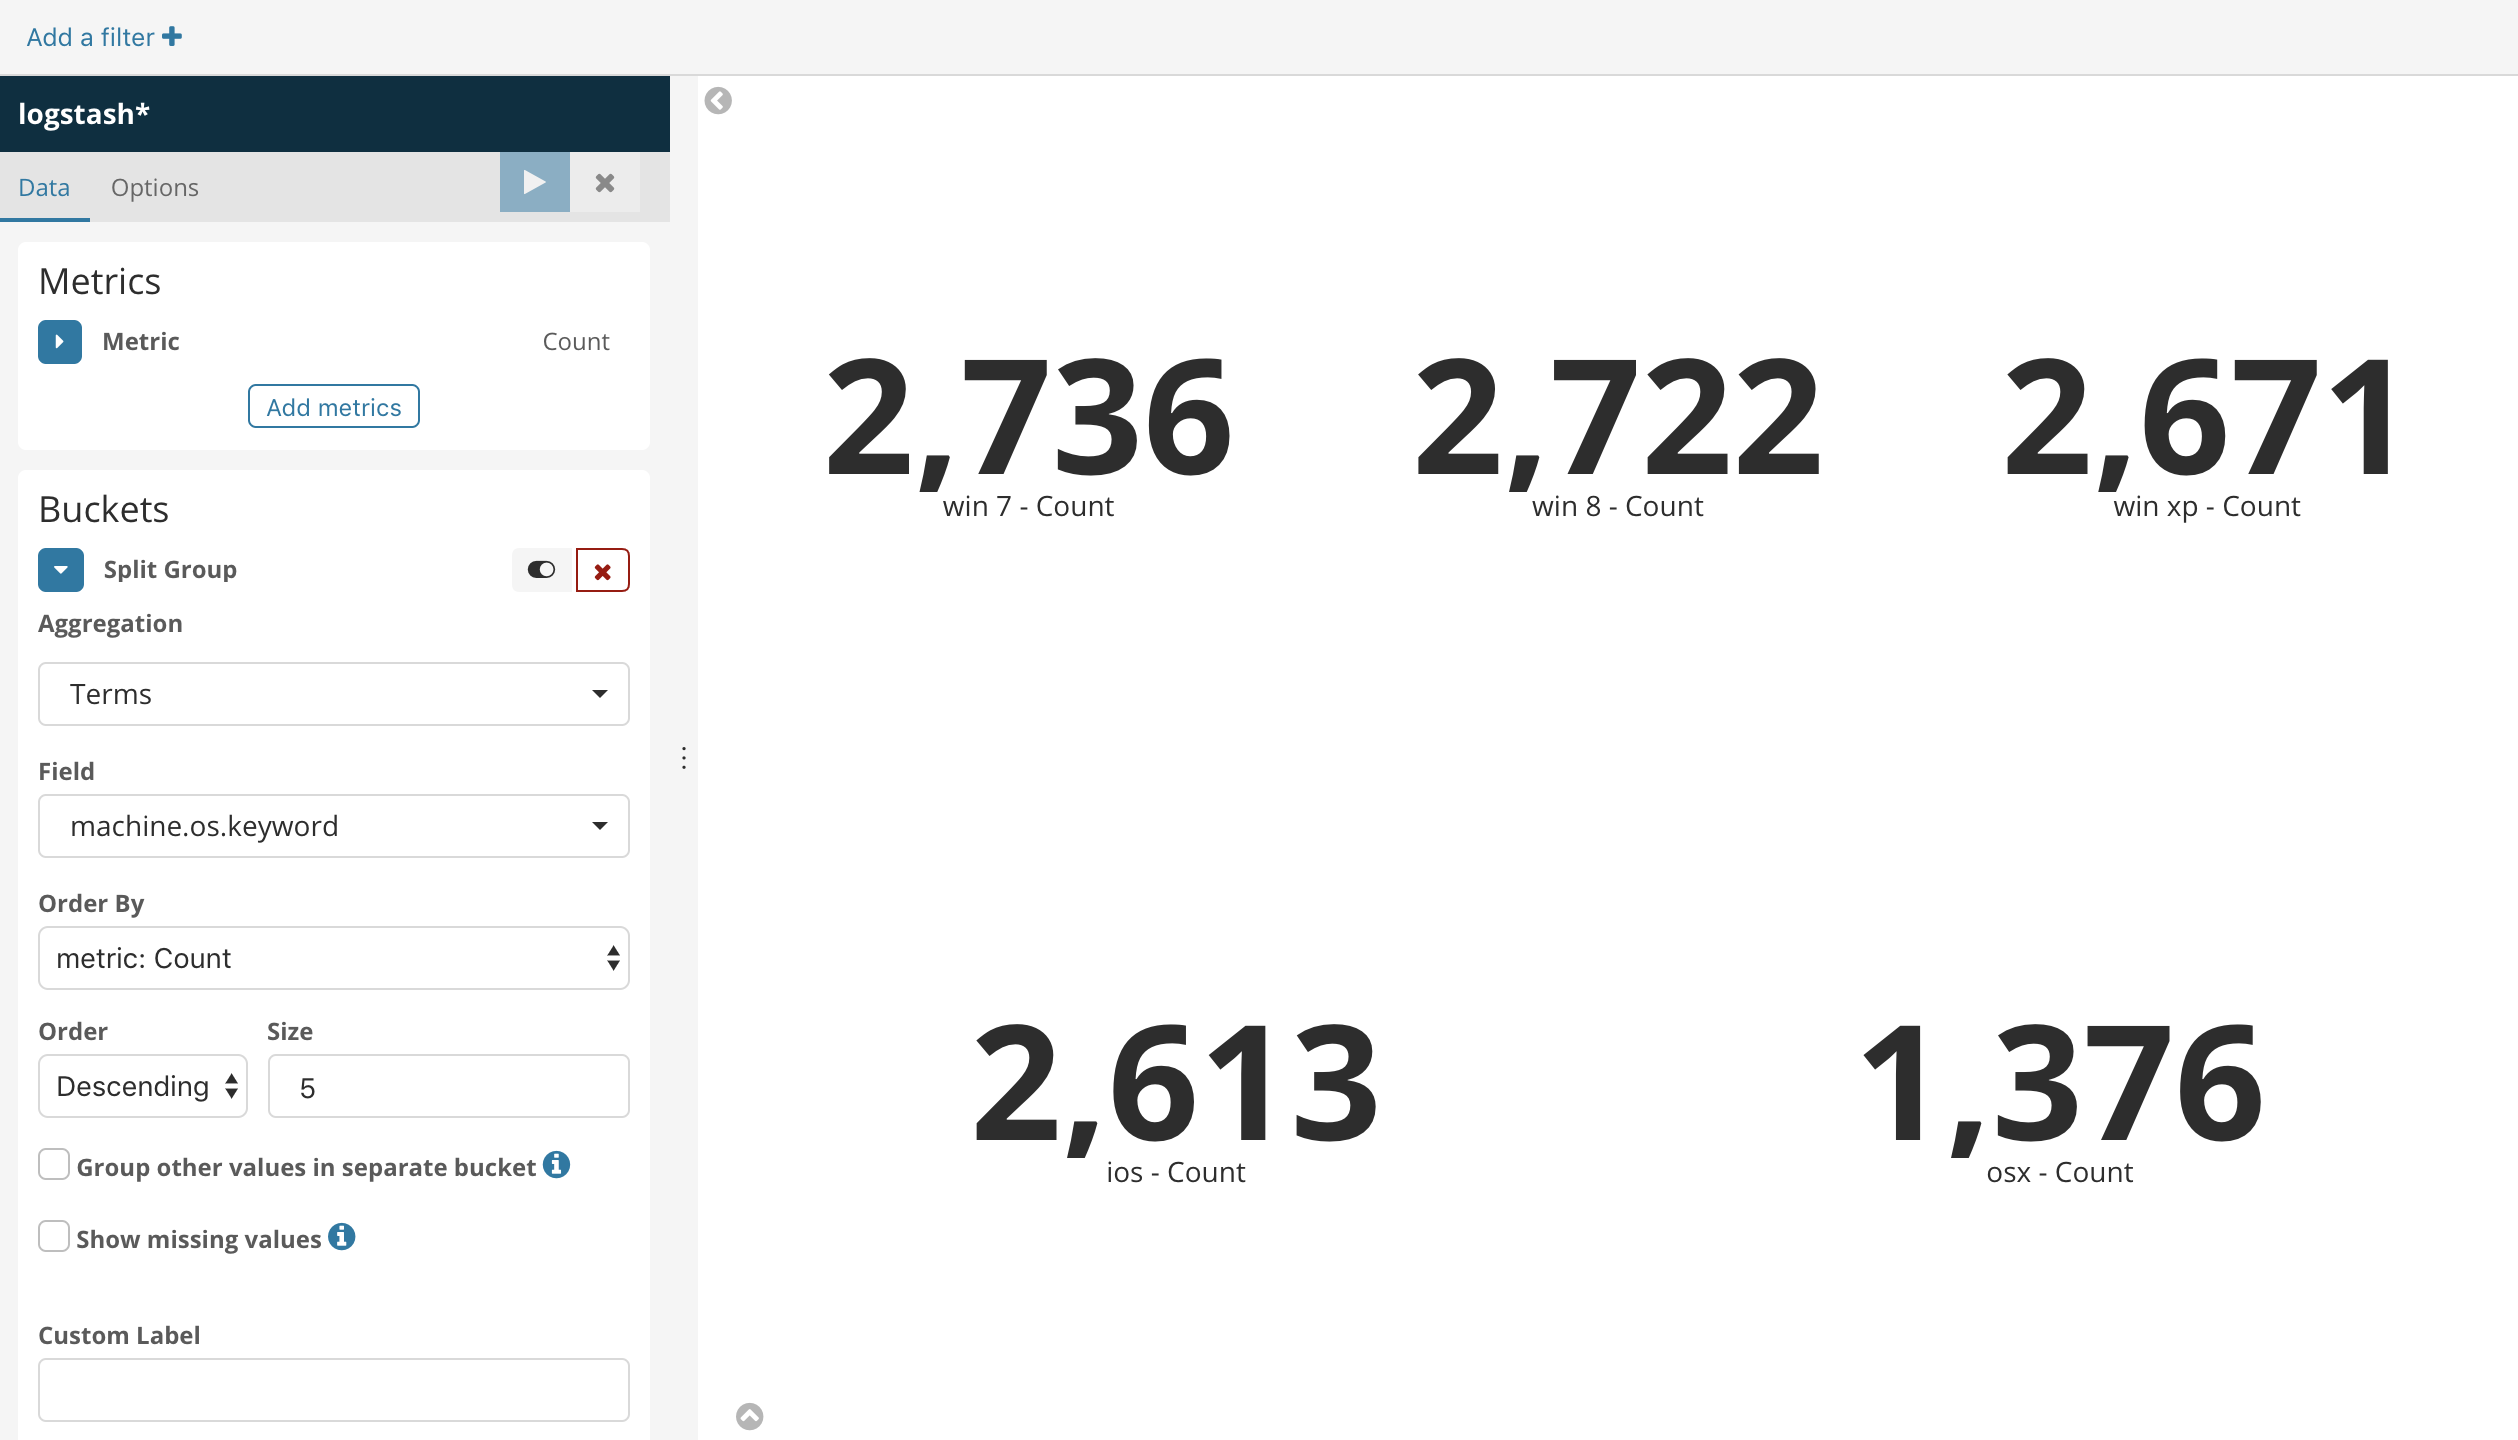 Add a filter
logstash*
Data Options
Metrics
Metric Count
Add metrics
Buckets
Split Group
Aggregation
Terms
Field
machine.os.keyword
Order By
metric: Count
Order Size
Descending 5
Group other values in separate bucket
Show missing values
Custom Label
2,736 2,722 2,671
win 7 - Count win 8 - Count win xp - Count
2,613 1,376
ios - Count osx - Count